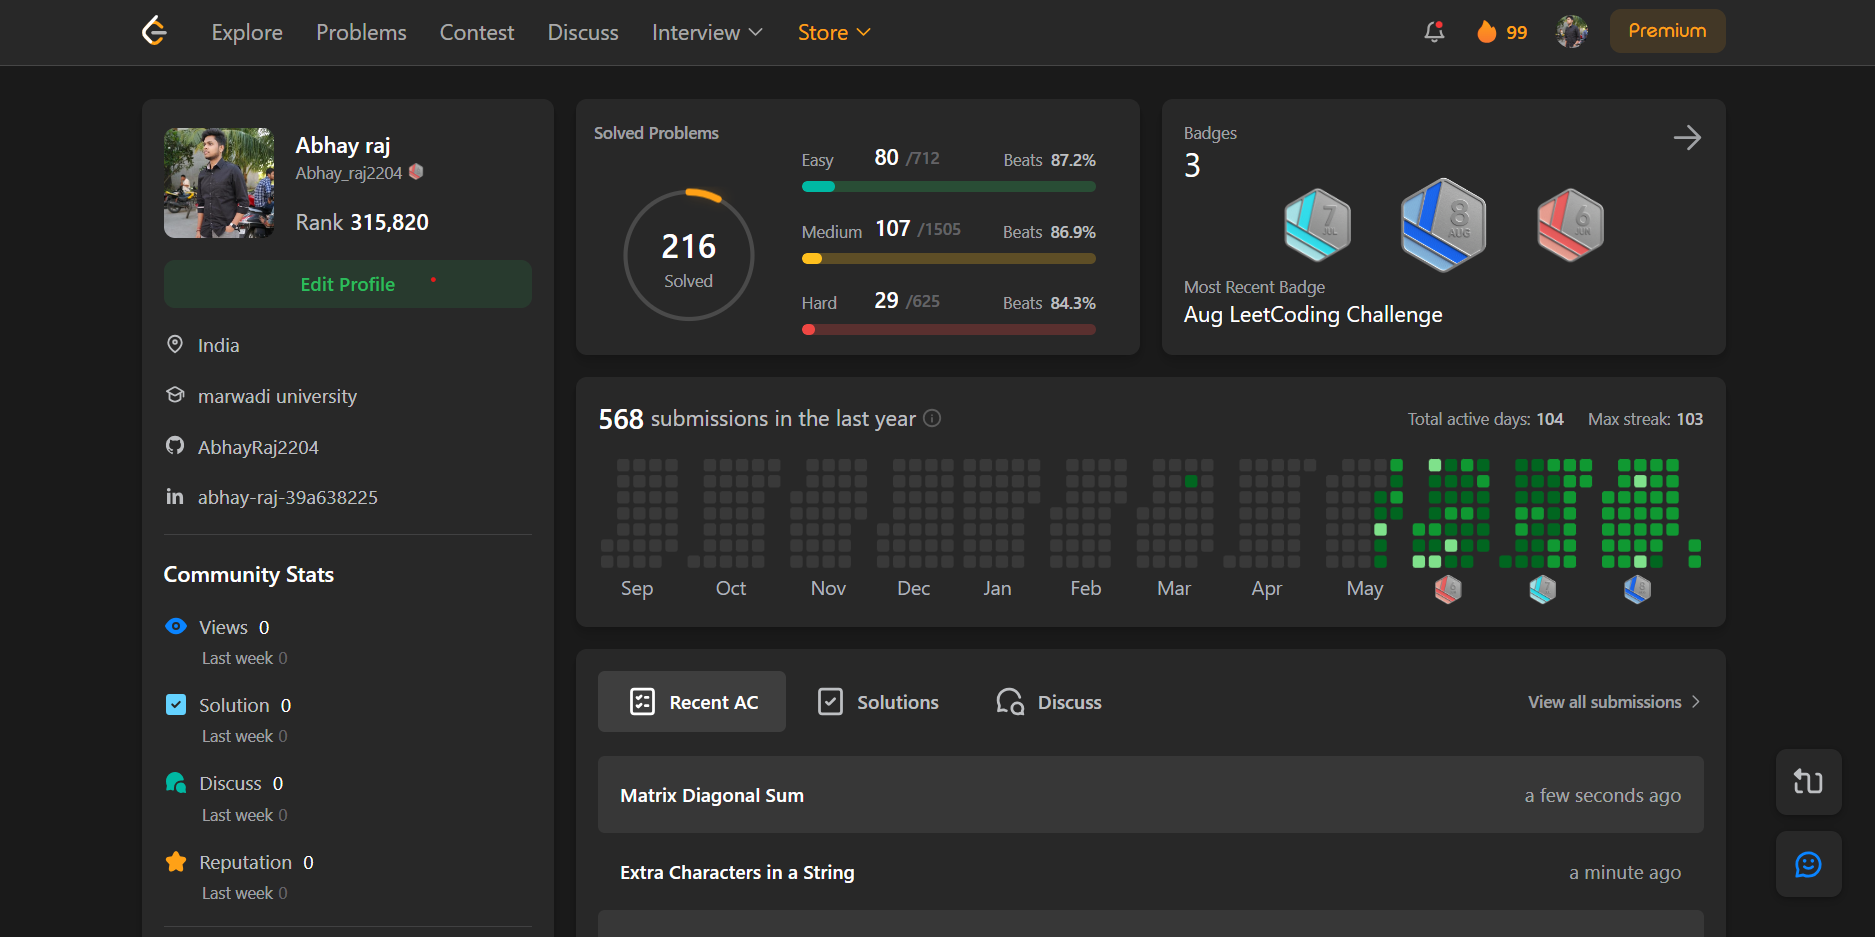 Explore Problems Contest Discuss Interview Store 99 Premium
Abhay raj
Abhay_raj2204
Rank 315,820
Edit Profile
India
marwadi university
AbhayRaj2204
abhay-raj-39a638225
Community Stats
Views 0
Last week 0
Solution 0
Last week 0
Discuss 0
Last week 0
Reputation 0
Last week 0
Solved Problems
216
Solved
Easy 80 /712 Beats 87.2%
Medium 107 /1505 Beats 86.9%
Hard 29 /625 Beats 84.3%
Badges
3
7
JUL
8
AUG
6
JUN
Most Recent Badge
Aug LeetCoding Challenge
568 submissions in the last year Total active days: 104 Max streak: 103
Sep Oct Nov Dec Jan Feb Mar Apr May
Recent AC Solutions Discuss View all submissions
Matrix Diagonal Sum a few seconds ago
Extra Characters in a String a minute ago